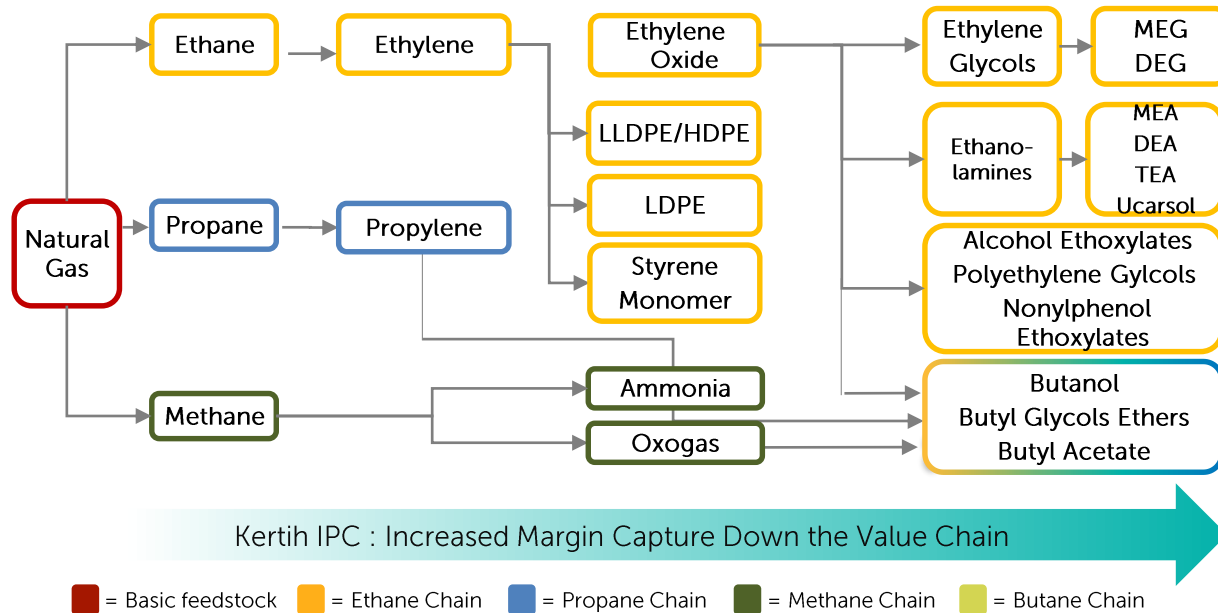 Ethane
Ethylene
Ethylene
Oxide
Ethylene
Glycols
MEG
DEG
LLDPE/HDPE
Ethano-
lamines
MEA
DEA
TEA
Ucarsol
Natural
Gas
Propane
Propylene
LDPE
Styrene
Monomer
Alcohol Ethoxylates
Polyethylene Gylcols
Nonylphenol
Ethoxylates
Methane
Ammonia
Oxogas
Butanol
Butyl Glycols Ethers
Butyl Acetate
Kertih IPC : Increased Margin Capture Down the Value Chain
= Basic feedstock
= Ethane Chain
= Propane Chain
= Methane Chain
= Butane Chain